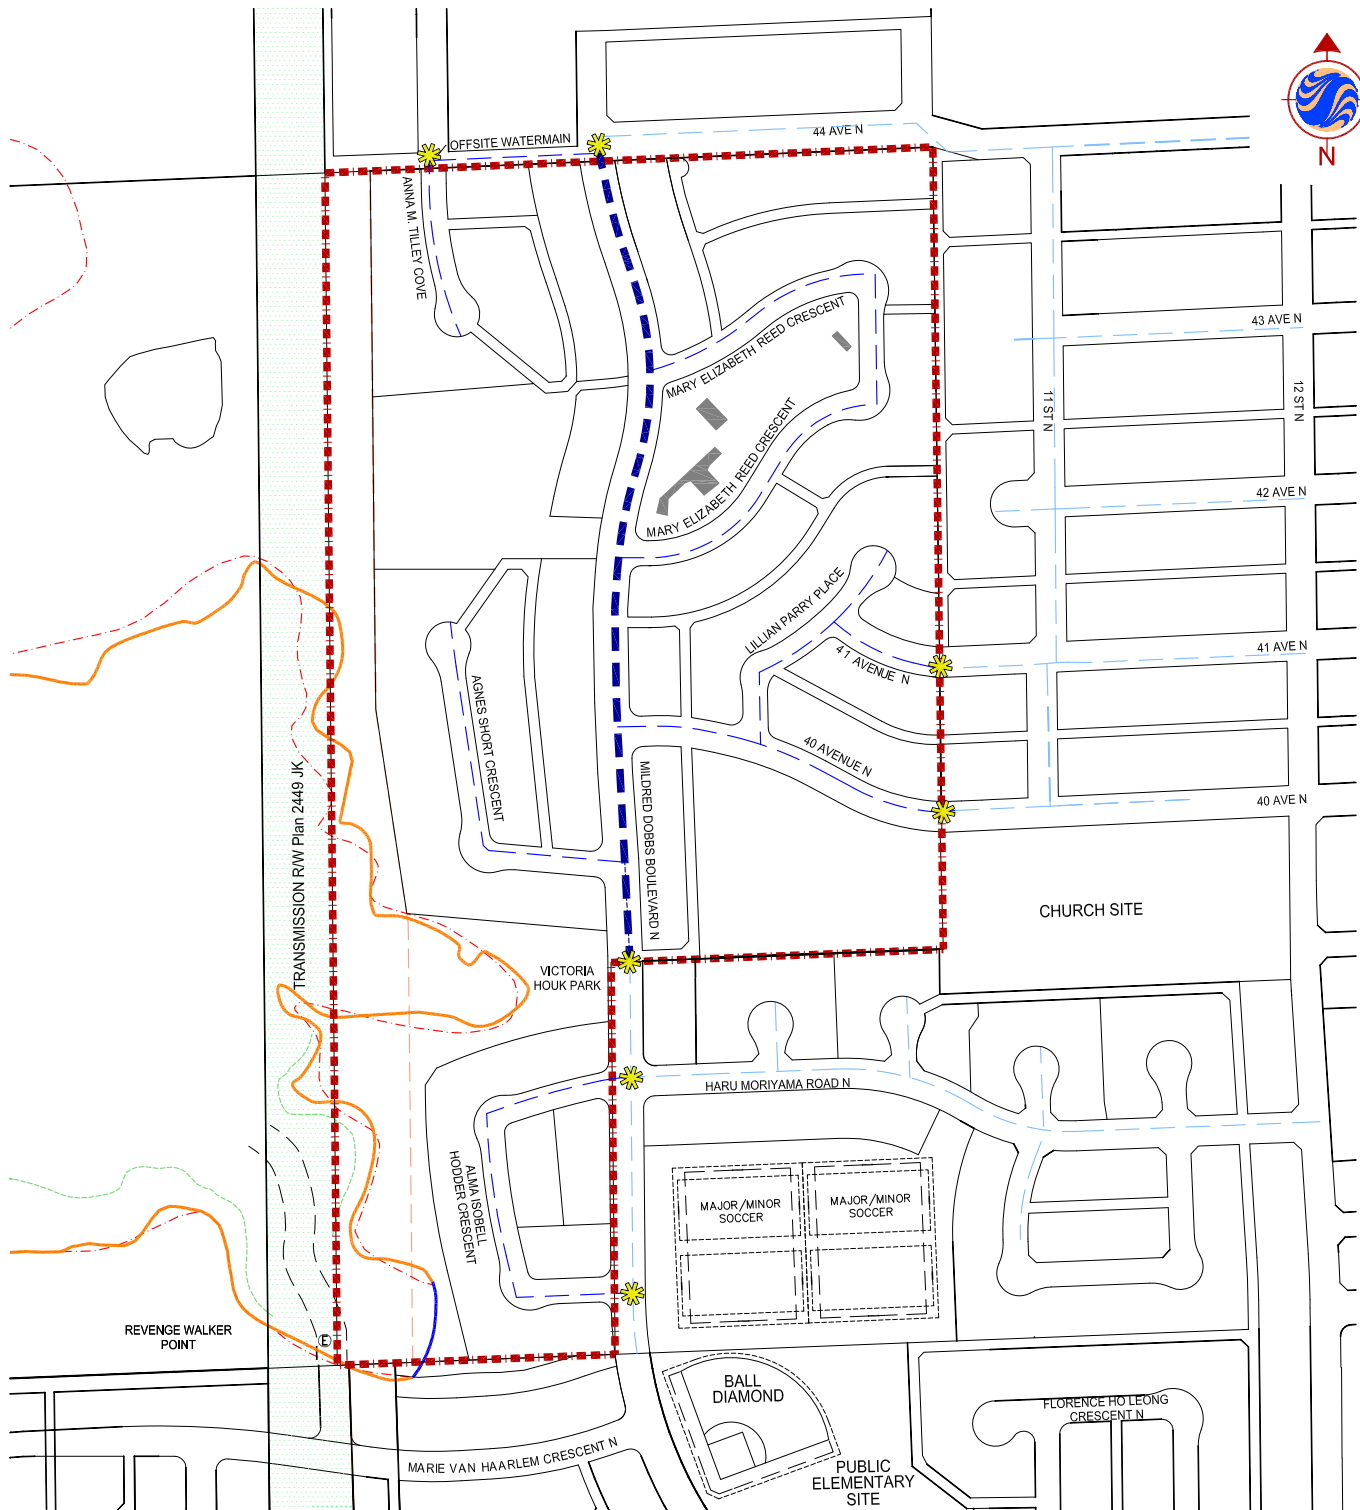 44 AVE N
OFFSITE WATERMAIN
N
ANNA M. TILLEY COVE
MARY ELIZABETH REED CRESCENT
43 AVE N
11 ST N
12 ST N
MARY ELIZABETH REED CRESCENT
42 AVE N
LILLIAN PARRY PLACE
41 AVENUE N
41 AVE N
AGNES SHORT CRESCENT
40 AVENUE N
MILDRED DOBBS BOULEVARD N
40 AVE N
TRANSMISSION R/W Plan 2449 JK
CHURCH SITE
VICTORIA
HOUK PARK
HARU MORIYAMA ROAD N
ALMA ISOBELL
HODDER CRESCENT
MAJOR/MINOR
SOCCER
MAJOR/MINOR
SOCCER
REVENGE WALKER
POINT
E
BALL
DIAMOND
FLORENCE HO LEONG
CRESCENT N
MARIE VAN HAARLEM CRESCENT N
PUBLIC
ELEMENTARY
SITE